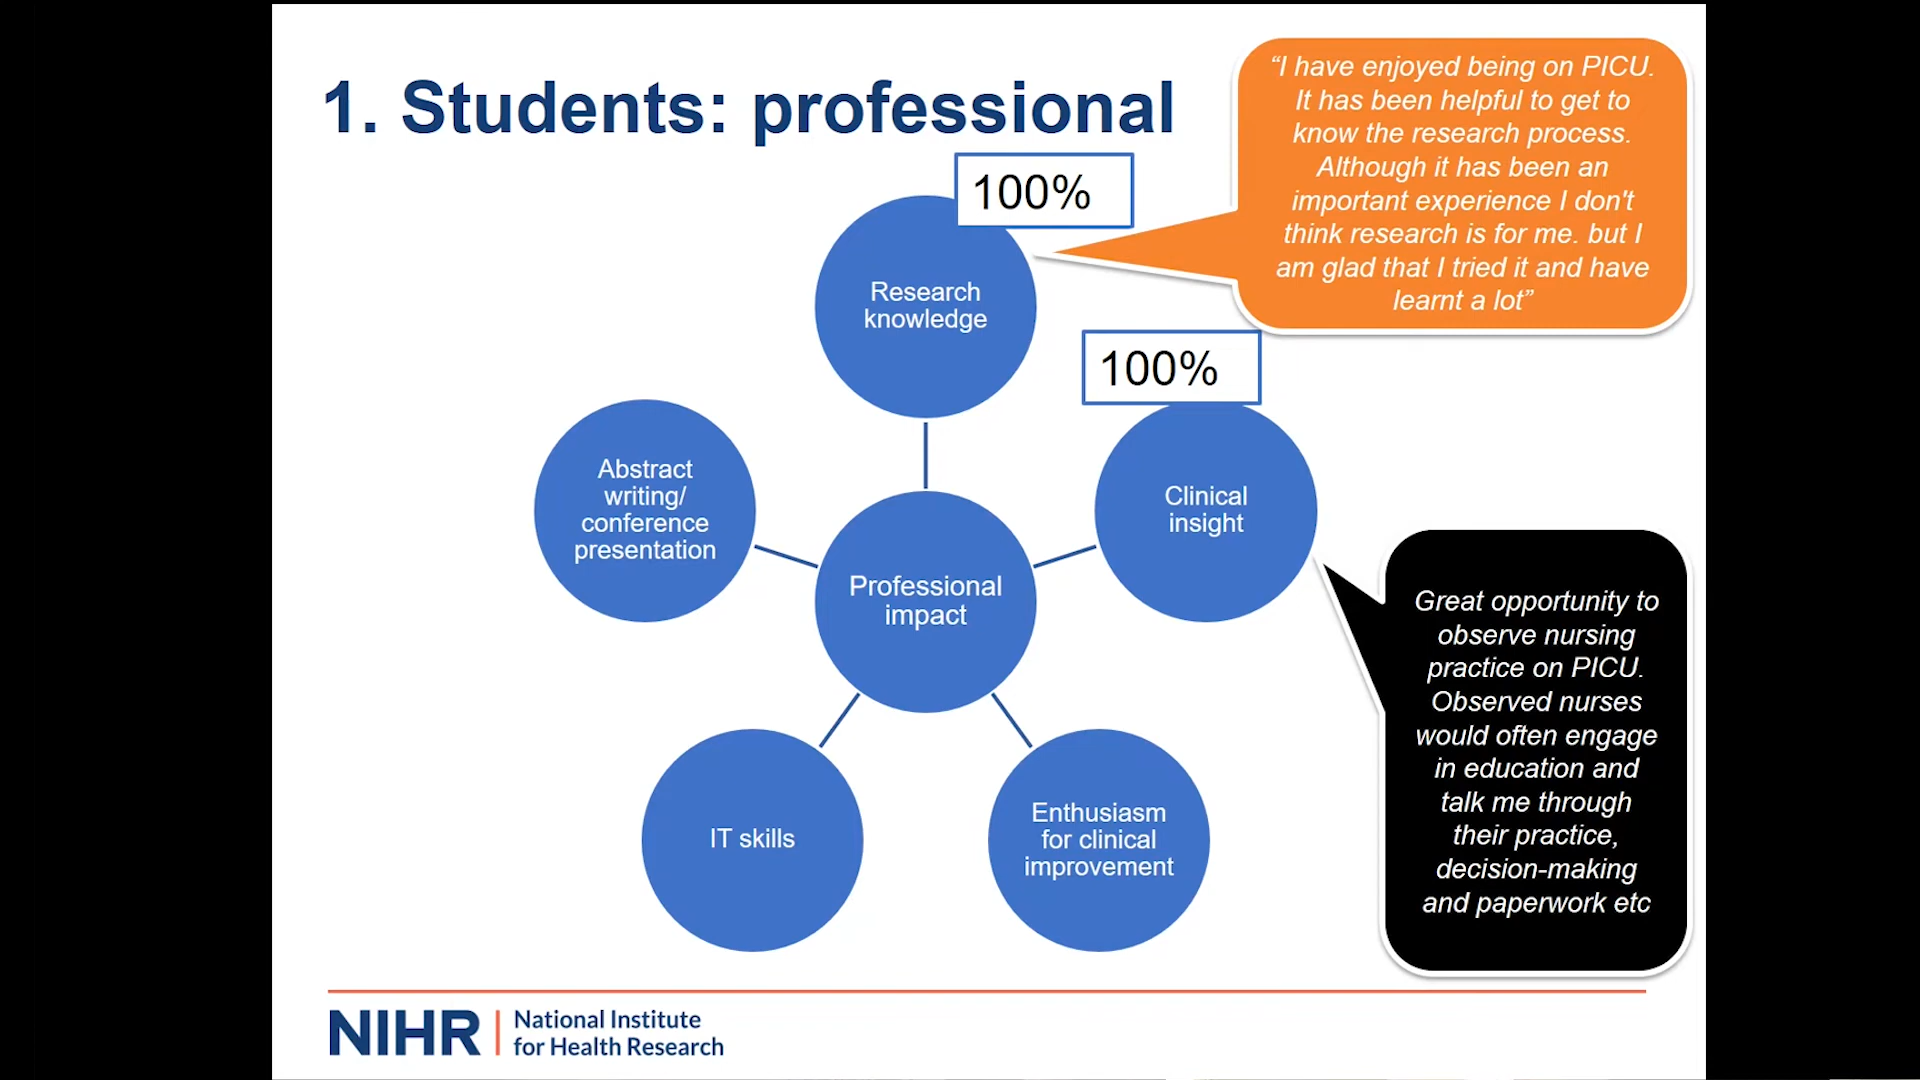 1. Students: professional
“I have enjoyed being on PICU.
It has been helpful to get to
know the research process.
Although it has been an
important experience I don't
think research is for me. but I
am glad that I tried it and have
learnt a lot”
100%
Research
knowledge
100%
Clinical
insight
Abstract
writing/
conference
presentation
Professional
impact
Great opportunity to
observe nursing
practice on PICU.
Observed nurses
would often engage
in education and
talk me through
their practice,
decision-making
and paperwork etc
IT skills
Enthusiasm
for clinical
improvement
NIHR
National Institute
for Health Research